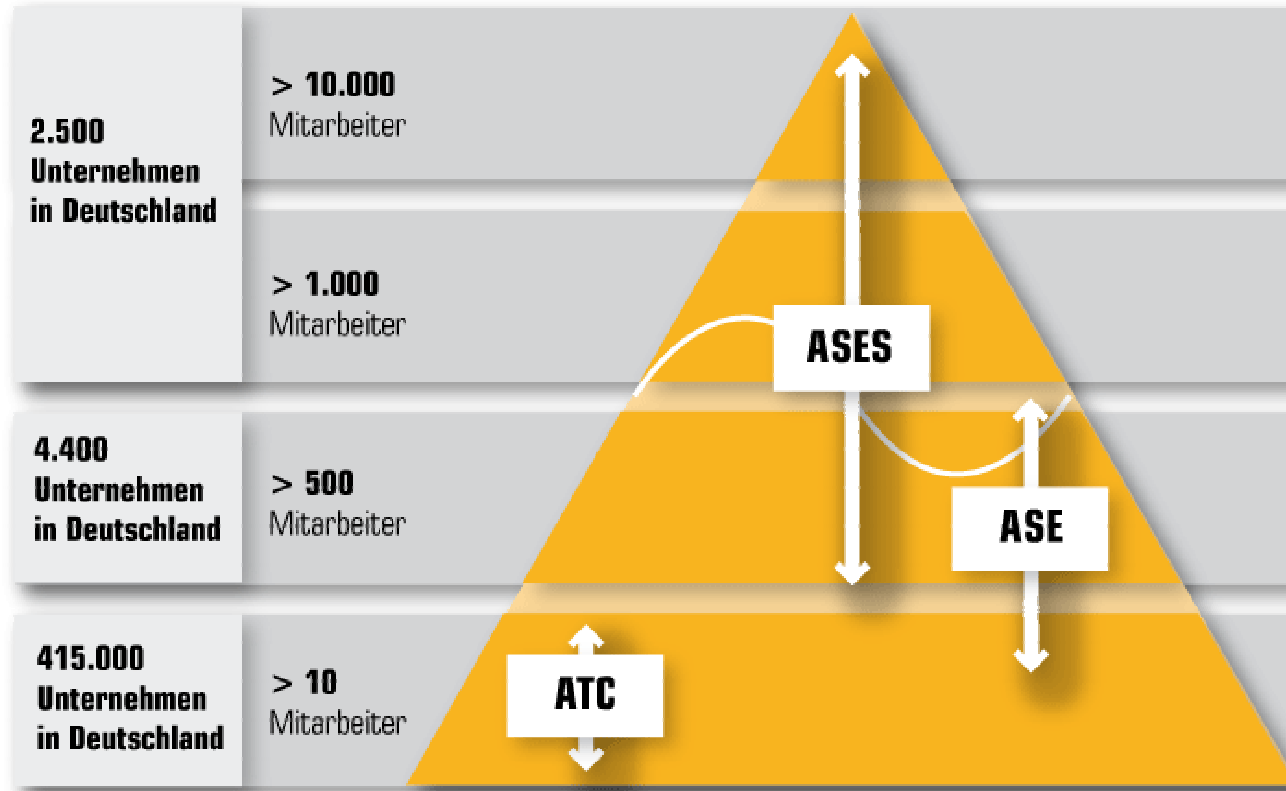 2.500
Unternehmen
in Deutschland
> 10.000
Mitarbeiter
> 1.000
Mitarbeiter
ASES
4.400
Unternehmen
in Deutschland
> 500
Mitarbeiter
ASE
415.000
Unternehmen
in Deutschland
> 10
Mitarbeiter
ATC